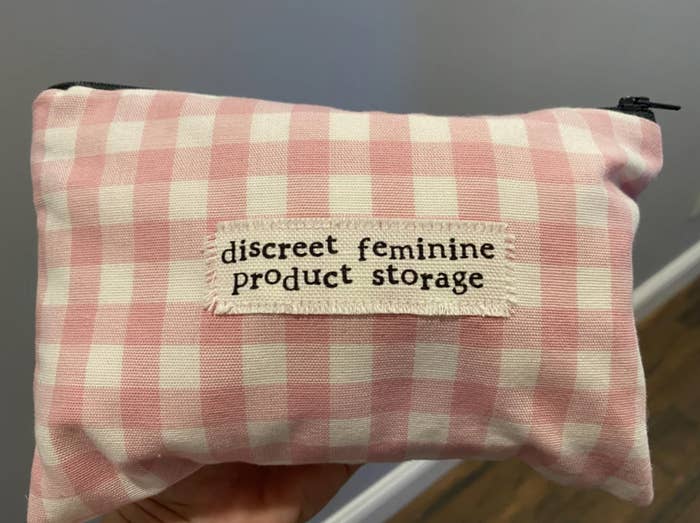 discreet feminine
product storage